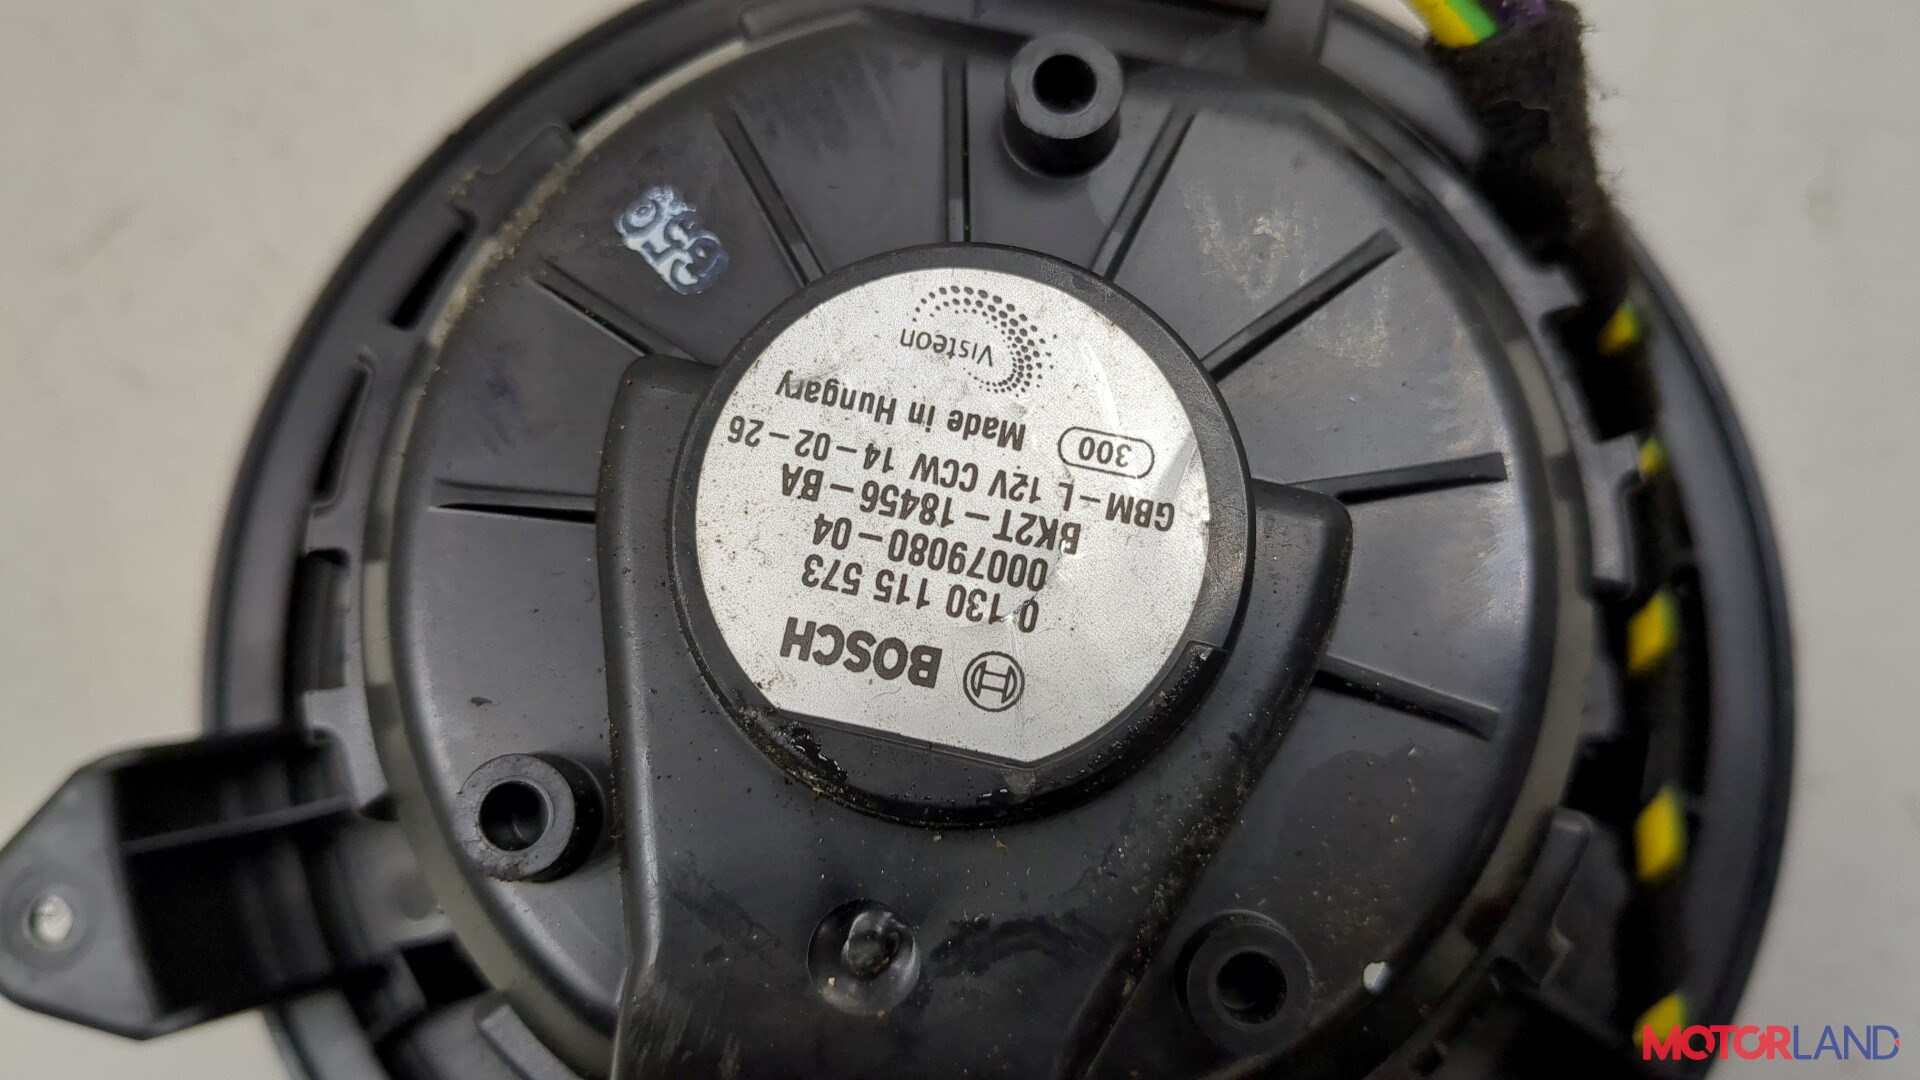 BOSCH
0 130 115 573
00079080-04
BK2T-18456-BA
GBM-L 12V CCW 14-02-26
300 Made in Hungary
Visteon
MOTORLAND